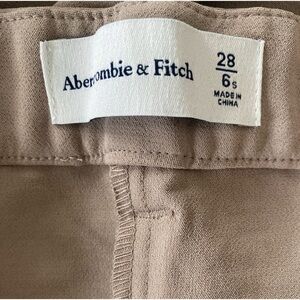 Abercrombie & Fitch
28
6s
MADE IN
CHINA